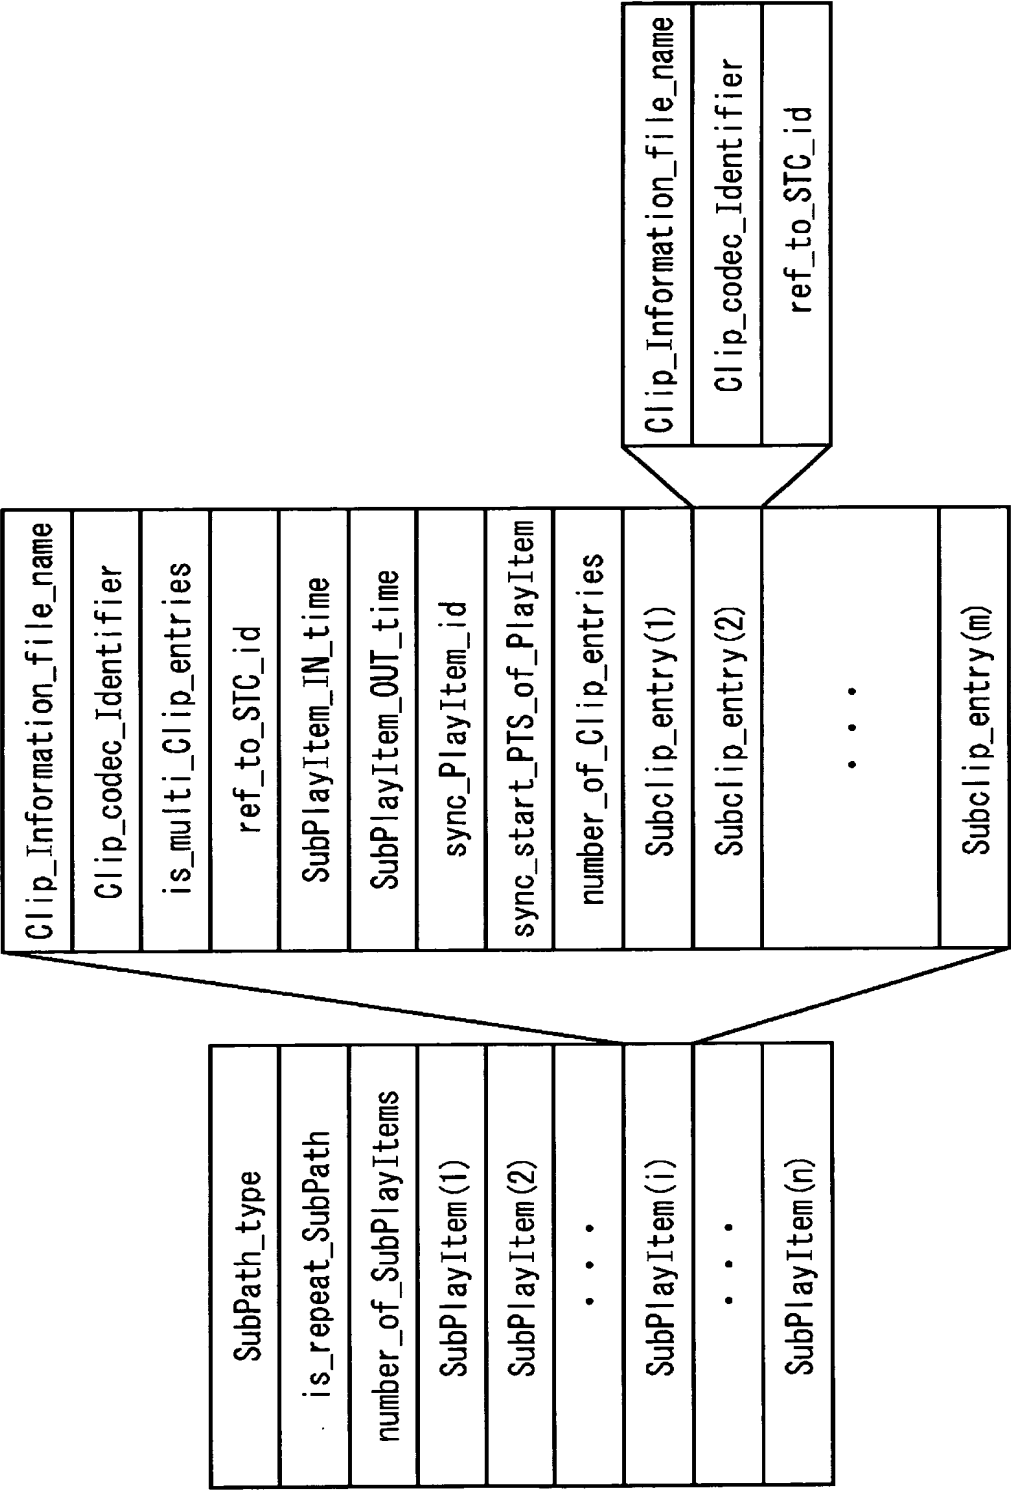 SubPath_type
is_repeat_SubPath
number_of_SubPlayItems
SubPlayItem(1)
SubPlayItem(2)
...
SubPlayItem(i)
...
SubPlayItem(n)
Clip_Information_file_name
Clip_codec_Identifier
is_multi_Clip_entries
ref_to_STC_id
SubPlayItem_IN_time
SubPlayItem_OUT_time
sync_PlayItem_id
sync_start_PTS_of_PlayItem
number_of_Clip_entries
Subclip_entry(1)
Subclip_entry(2)
...
Subclip_entry(m)
Clip_Information_file_name
Clip_codec_Identifier
ref_to_STC_id